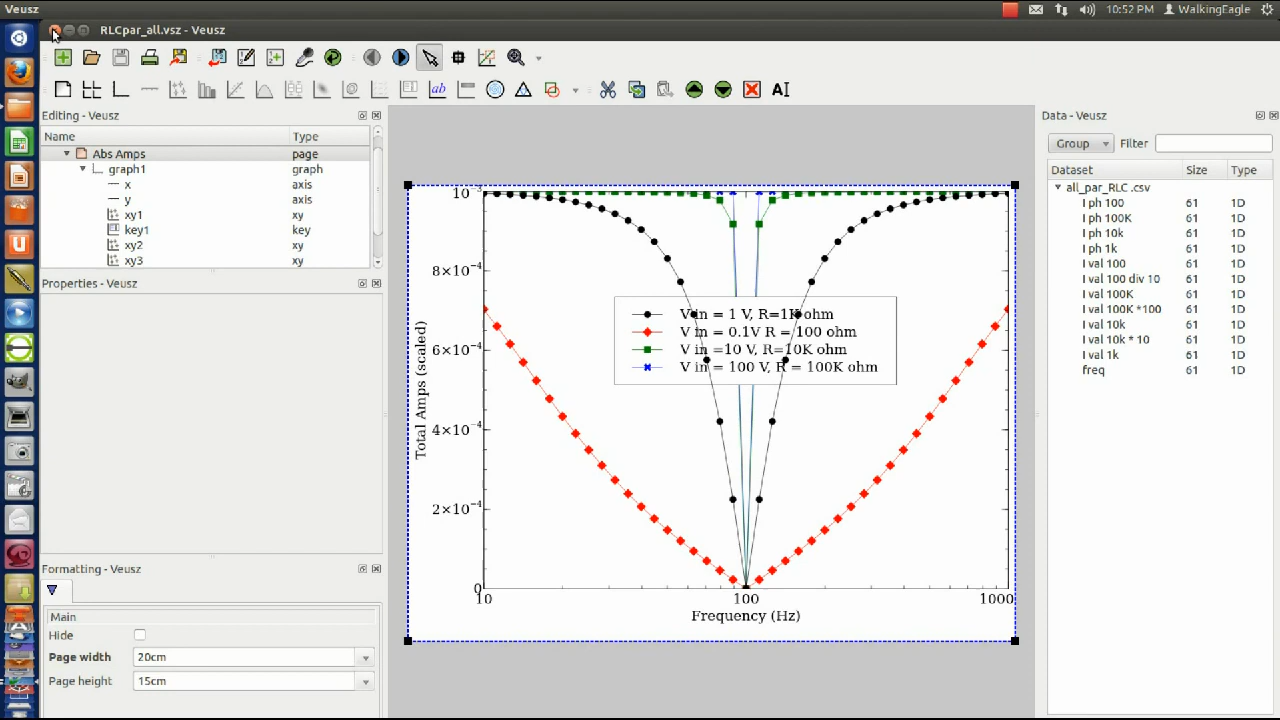 Veusz
10:52 PM WalkingEagle
RLCpar_all.vsz - Veusz
ab
AI
Editing - Veusz
Name Type
Abs Amps page
graph1 graph
x axis
y axis
xy1 xy
key1 key
xy2 xy
xy3 xy
Properties - Veusz
Formatting - Veusz
Main
Hide
Page width 20cm
Page height 15cm
10⁻³
8×10⁻⁴
6×10⁻⁴
4×10⁻⁴
2×10⁻⁴
0
Total Amps (scaled)
V in = 1 V, R=1K ohm
V in = 0.1V R = 100 ohm
V in =10 V, R=10K ohm
V in = 100 V, R = 100K ohm
10 100 1000
Frequency (Hz)
Data - Veusz
Group Filter
Dataset Size Type
all_par_RLC .csv
I ph 100 61 1D
I ph 100K 61 1D
I ph 10k 61 1D
I ph 1k 61 1D
I val 100 61 1D
I val 100 div 10 61 1D
I val 100K 61 1D
I val 100K *100 61 1D
I val 10k 61 1D
I val 10k * 10 61 1D
I val 1k 61 1D
freq 61 1D